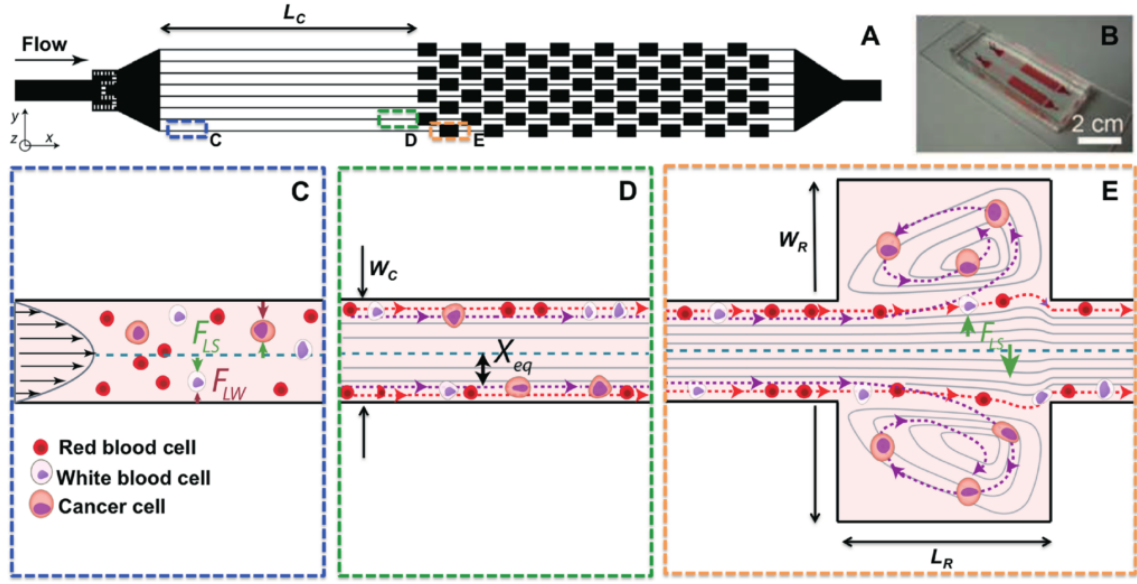 L_C
Flow
A
B
y
z
x
C
D
E
2 cm
C
F_LS
F_LW
Red blood cell
White blood cell
Cancer cell
D
W_C
X_eq
E
W_R
F_LS
L_R